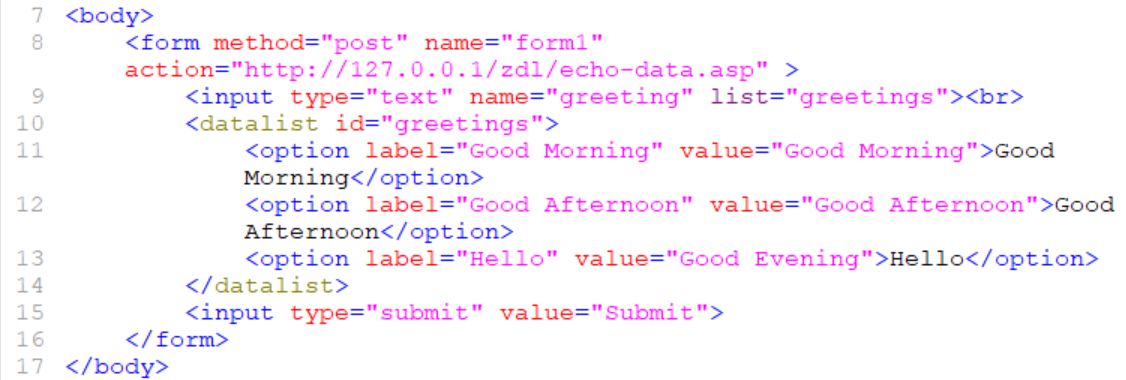 7 <body>
8 <form method="post" name="form1"
action="http://127.0.0.1/zdl/echo-data.asp" >
9 <input type="text" name="greeting" list="greetings"><br>
10 <datalist id="greetings">
11 <option label="Good Morning" value="Good Morning">Good
Morning</option>
12 <option label="Good Afternoon" value="Good Afternoon">Good
Afternoon</option>
13 <option label="Hello" value="Good Evening">Hello</option>
14 </datalist>
15 <input type="submit" value="Submit">
16 </form>
17 </body>